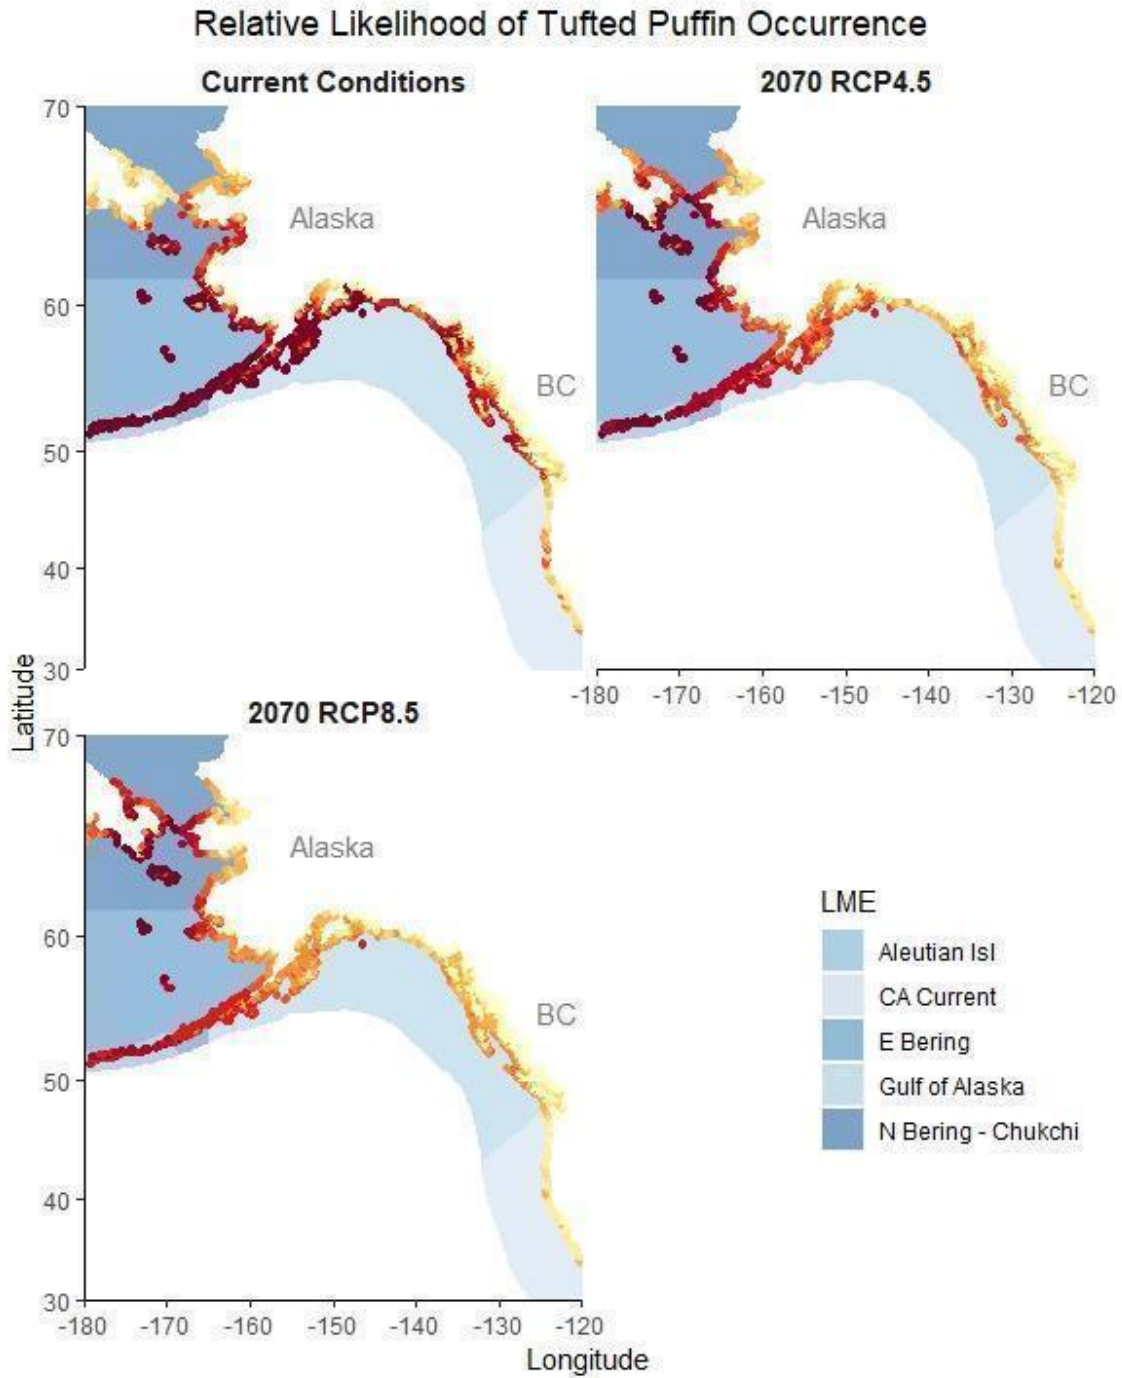 Relative Likelihood of Tufted Puffin Occurrence
Current Conditions
2070 RCP4.5
70
60
50
40
30
Alaska
BC
Alaska
BC
-180 -170 -160 -150 -140 -130 -120
Latitude
2070 RCP8.5
70
60
50
40
30
Alaska
BC
-180 -170 -160 -150 -140 -130 -120
Longitude
LME
Aleutian Isl
CA Current
E Bering
Gulf of Alaska
N Bering - Chukchi